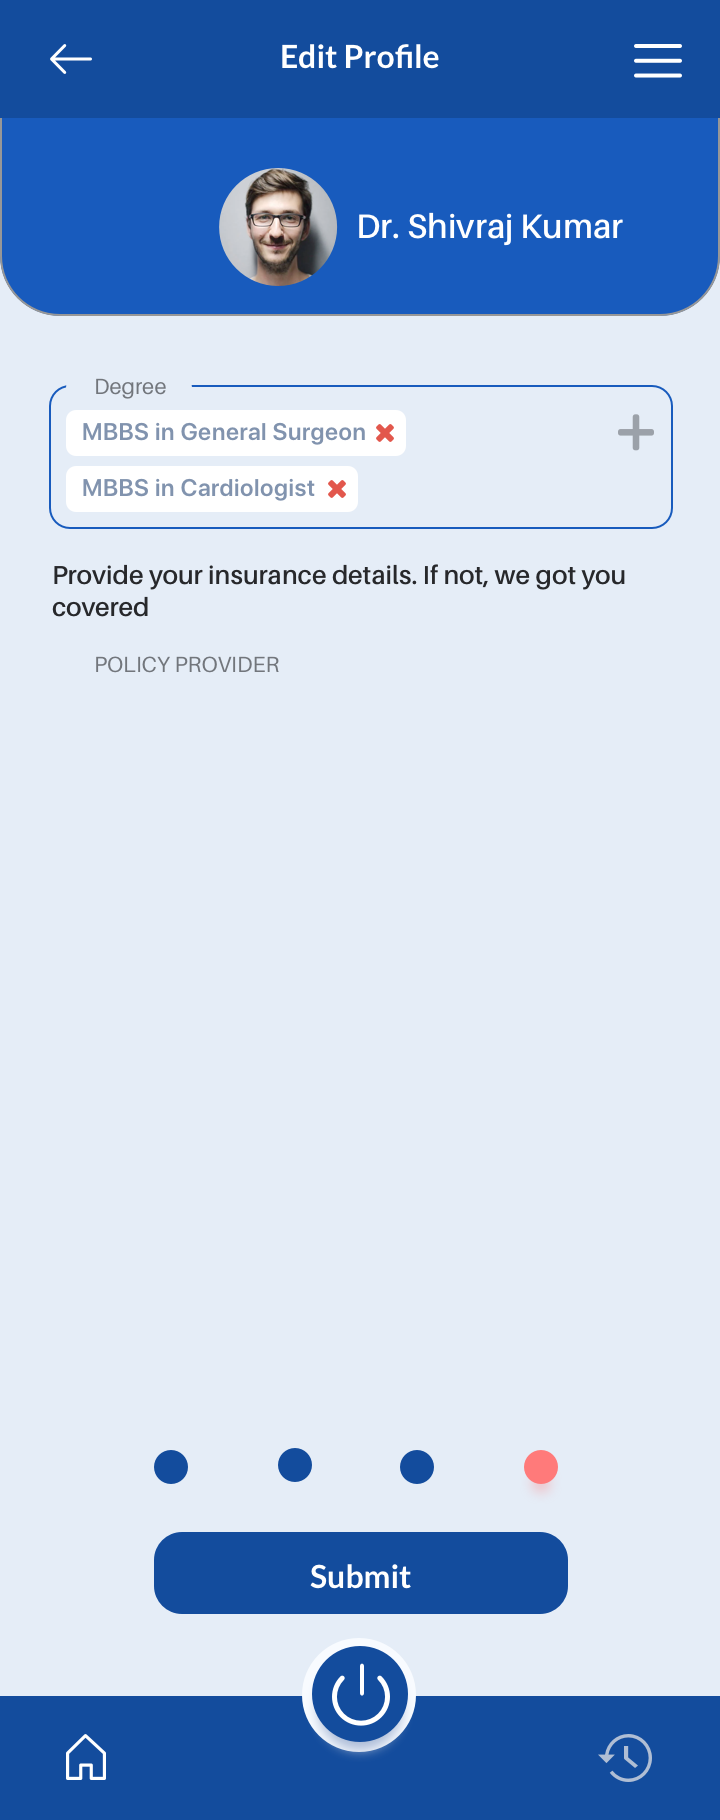 Edit Profile
Dr. Shivraj Kumar
Degree
MBBS in General Surgeon
MBBS in Cardiologist
Provide your insurance details. If not, we got you
covered
POLICY PROVIDER
Submit